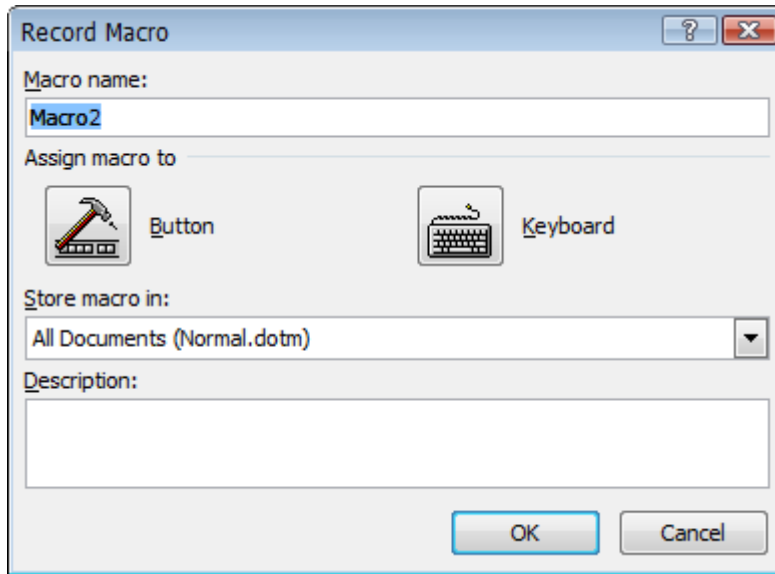 Record Macro
Macro name:
Macro2
Assign macro to
Button Keyboard
Store macro in:
All Documents (Normal.dotm)
Description:
OK Cancel